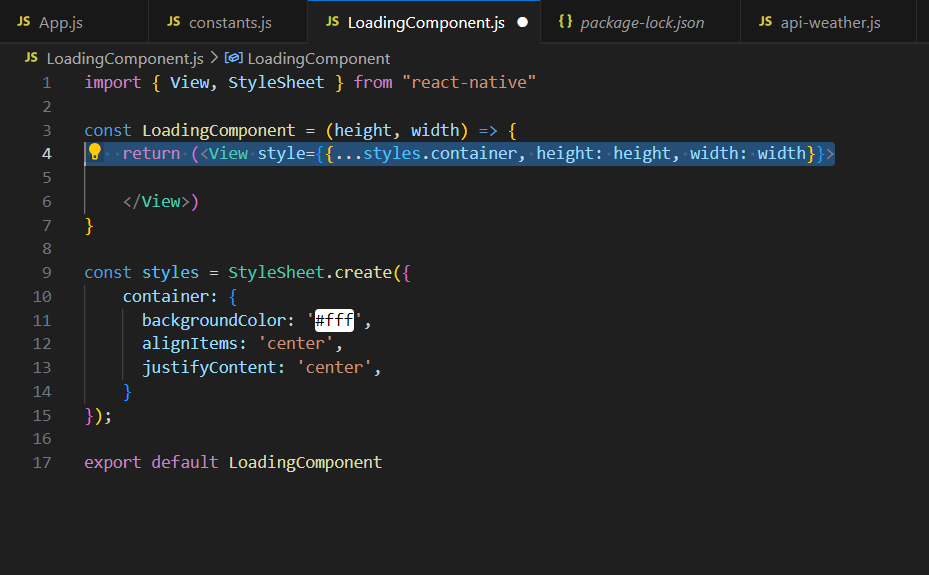 JS App.js JS constants.js JS LoadingComponent.js ● {} package-lock.json JS api-weather.js
JS LoadingComponent.js > LoadingComponent
1 import { View, StyleSheet } from "react-native"
2
3 const LoadingComponent = (height, width) => {
4     return (<View style={{...styles.container, height: height, width: width}}>
5
6     </View>)
7 }
8
9 const styles = StyleSheet.create({
10     container: {
11       backgroundColor: '#fff',
12       alignItems: 'center',
13       justifyContent: 'center',
14     }
15 });
16
17 export default LoadingComponent